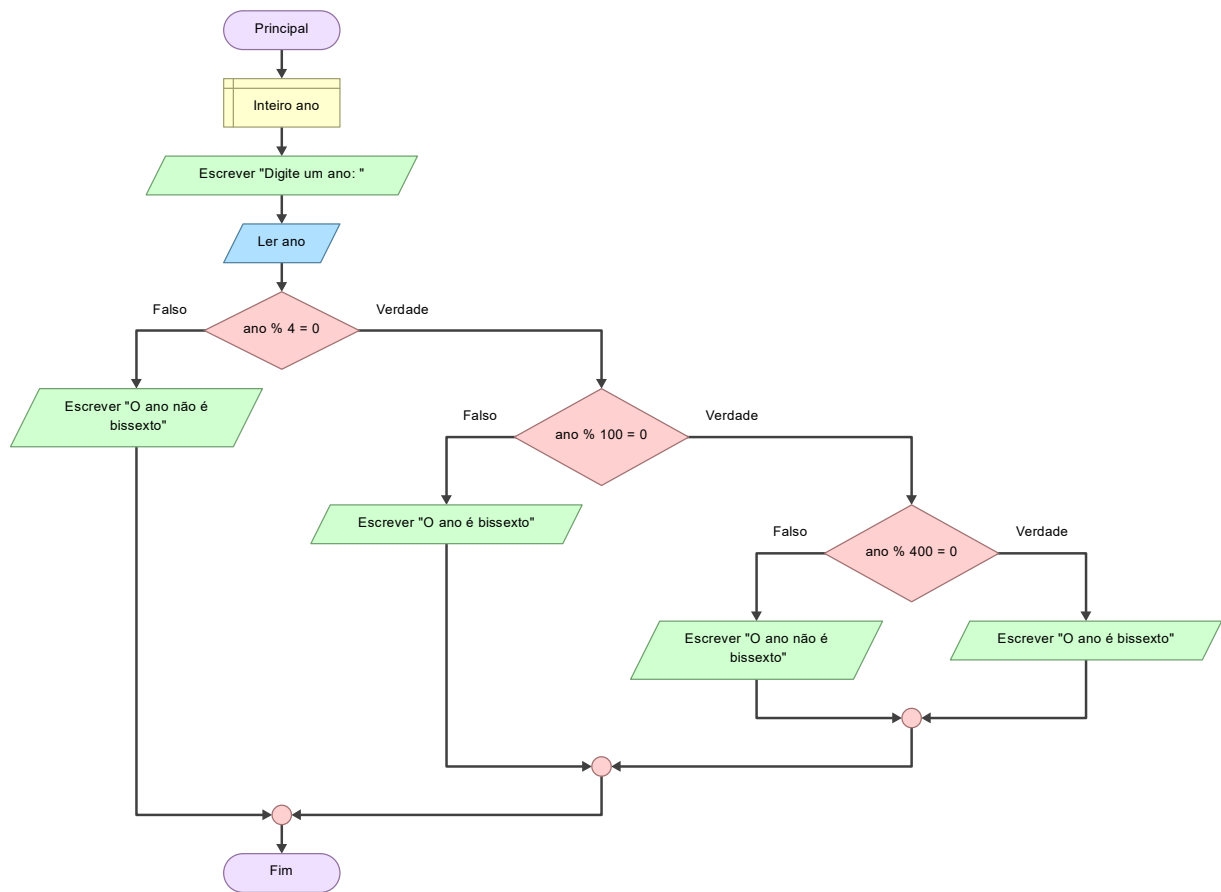 Principal
Inteiro ano
Escrever "Digite um ano: "
Ler ano
Falso
Verdade
ano % 4 = 0
Escrever "O ano não é
bissexto"
Falso
Verdade
ano % 100 = 0
Escrever "O ano é bissexto"
Falso
Verdade
ano % 400 = 0
Escrever "O ano não é
bissexto"
Escrever "O ano é bissexto"
Fim